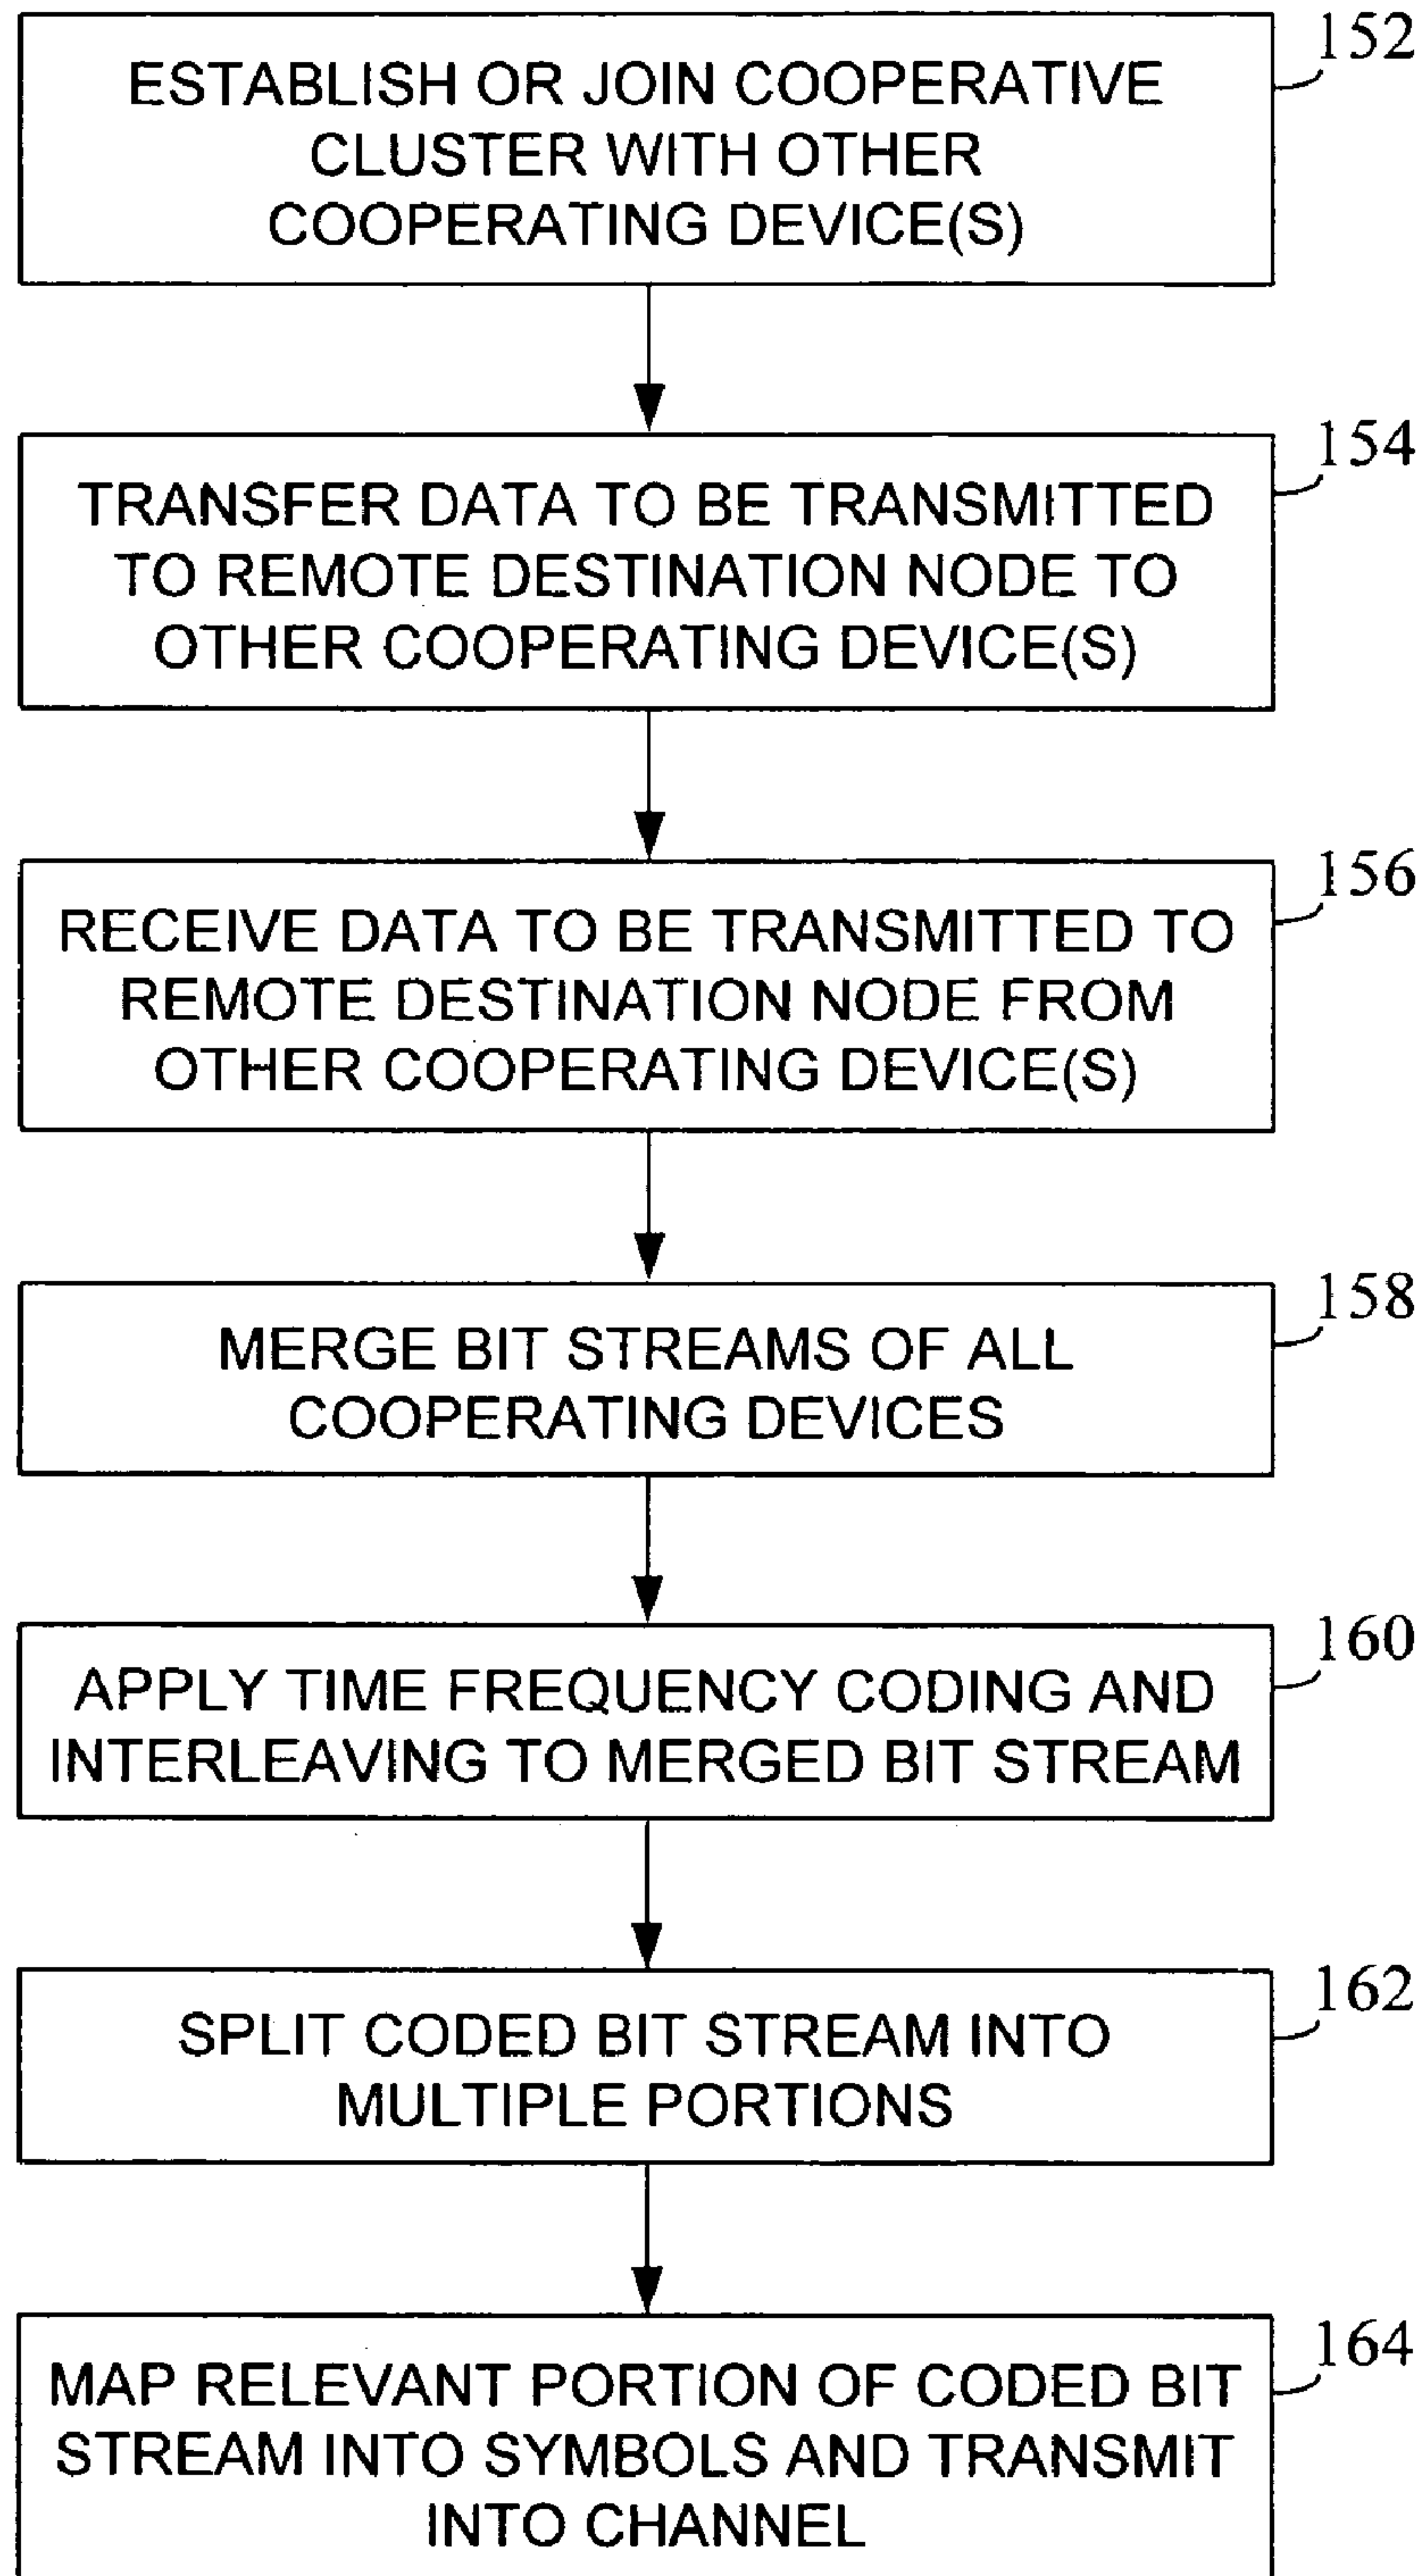 152
ESTABLISH OR JOIN COOPERATIVE
CLUSTER WITH OTHER
COOPERATING DEVICE(S)
154
TRANSFER DATA TO BE TRANSMITTED
TO REMOTE DESTINATION NODE TO
OTHER COOPERATING DEVICE(S)
156
RECEIVE DATA TO BE TRANSMITTED TO
REMOTE DESTINATION NODE FROM
OTHER COOPERATING DEVICE(S)
158
MERGE BIT STREAMS OF ALL
COOPERATING DEVICES
160
APPLY TIME FREQUENCY CODING AND
INTERLEAVING TO MERGED BIT STREAM
162
SPLIT CODED BIT STREAM INTO
MULTIPLE PORTIONS
164
MAP RELEVANT PORTION OF CODED BIT
STREAM INTO SYMBOLS AND TRANSMIT
INTO CHANNEL